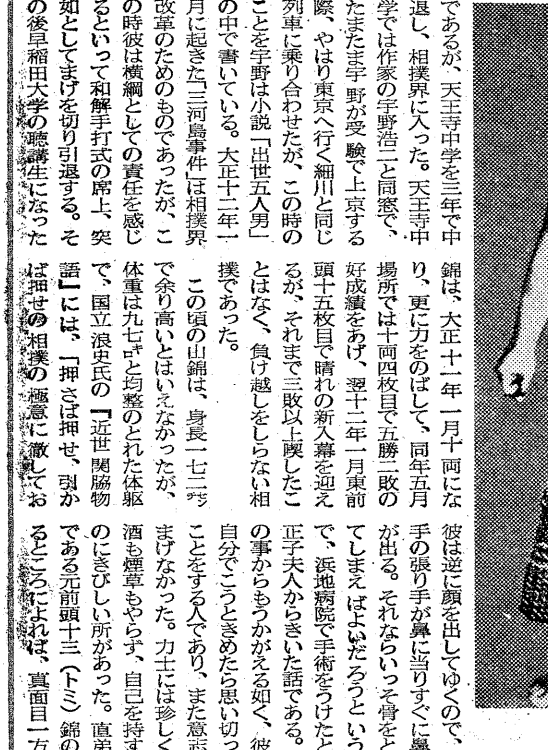 であるが、天王寺中学を三年で中
退し、相撲界に入った。天王寺中
学では作家の宇野浩二と同窓で、
たまたま宇野が受験で上京する
際、やはり東京へ行く細川と同じ
列車に乗り合わせたが、この時の
ことを宇野は小説「出世五人男」
の中で書いている。大正十二年一
月に起きた「三河島事件」は相撲界
改革のためのものであったが、こ
の時彼は横綱としての責任を感じ
るといって和解手打式の席上、突
如としてまげを切り引退する。そ
の後早稲田大学の聴講生になった
錦は、大正十一年一月十両にな
り、更に力をのばして、同年五月
場所では十両四枚目で五勝二敗の
好成績をあげ、翌十二年一月東前
頭十五枚目で晴れの新入幕を迎え
るが、それまで三敗以上喫したこ
とはなく、負け越しをしらない相
撲であった。
この頃の山錦は、身長一七二㌢
で余り高いとはいえなかったが、
体重は九七㌔と均整のとれた体軀
で、国立浪史氏の『近世関脇物
語』には、「押さば押せ、引か
ば押せの相撲の極意に徹してお
彼は逆に顔を出してゆくので、
手の張り手が鼻に当りすぐに鼻
が出る。それならいっそ骨をと
てしまえばよいだろうという
で、浜地病院で手術をうけたと
正子夫人からきいた話である。
の事からもうかがえる如く、彼
自分でこうときめたら思い切っ
ことをする人であり、また意志
まげなかった。力士には珍しく
酒も煙草もやらず、自己を持す
のにきびしい所があった。直弟
である元前頭十三（トミ）錦の
るところによれば、真面目一方